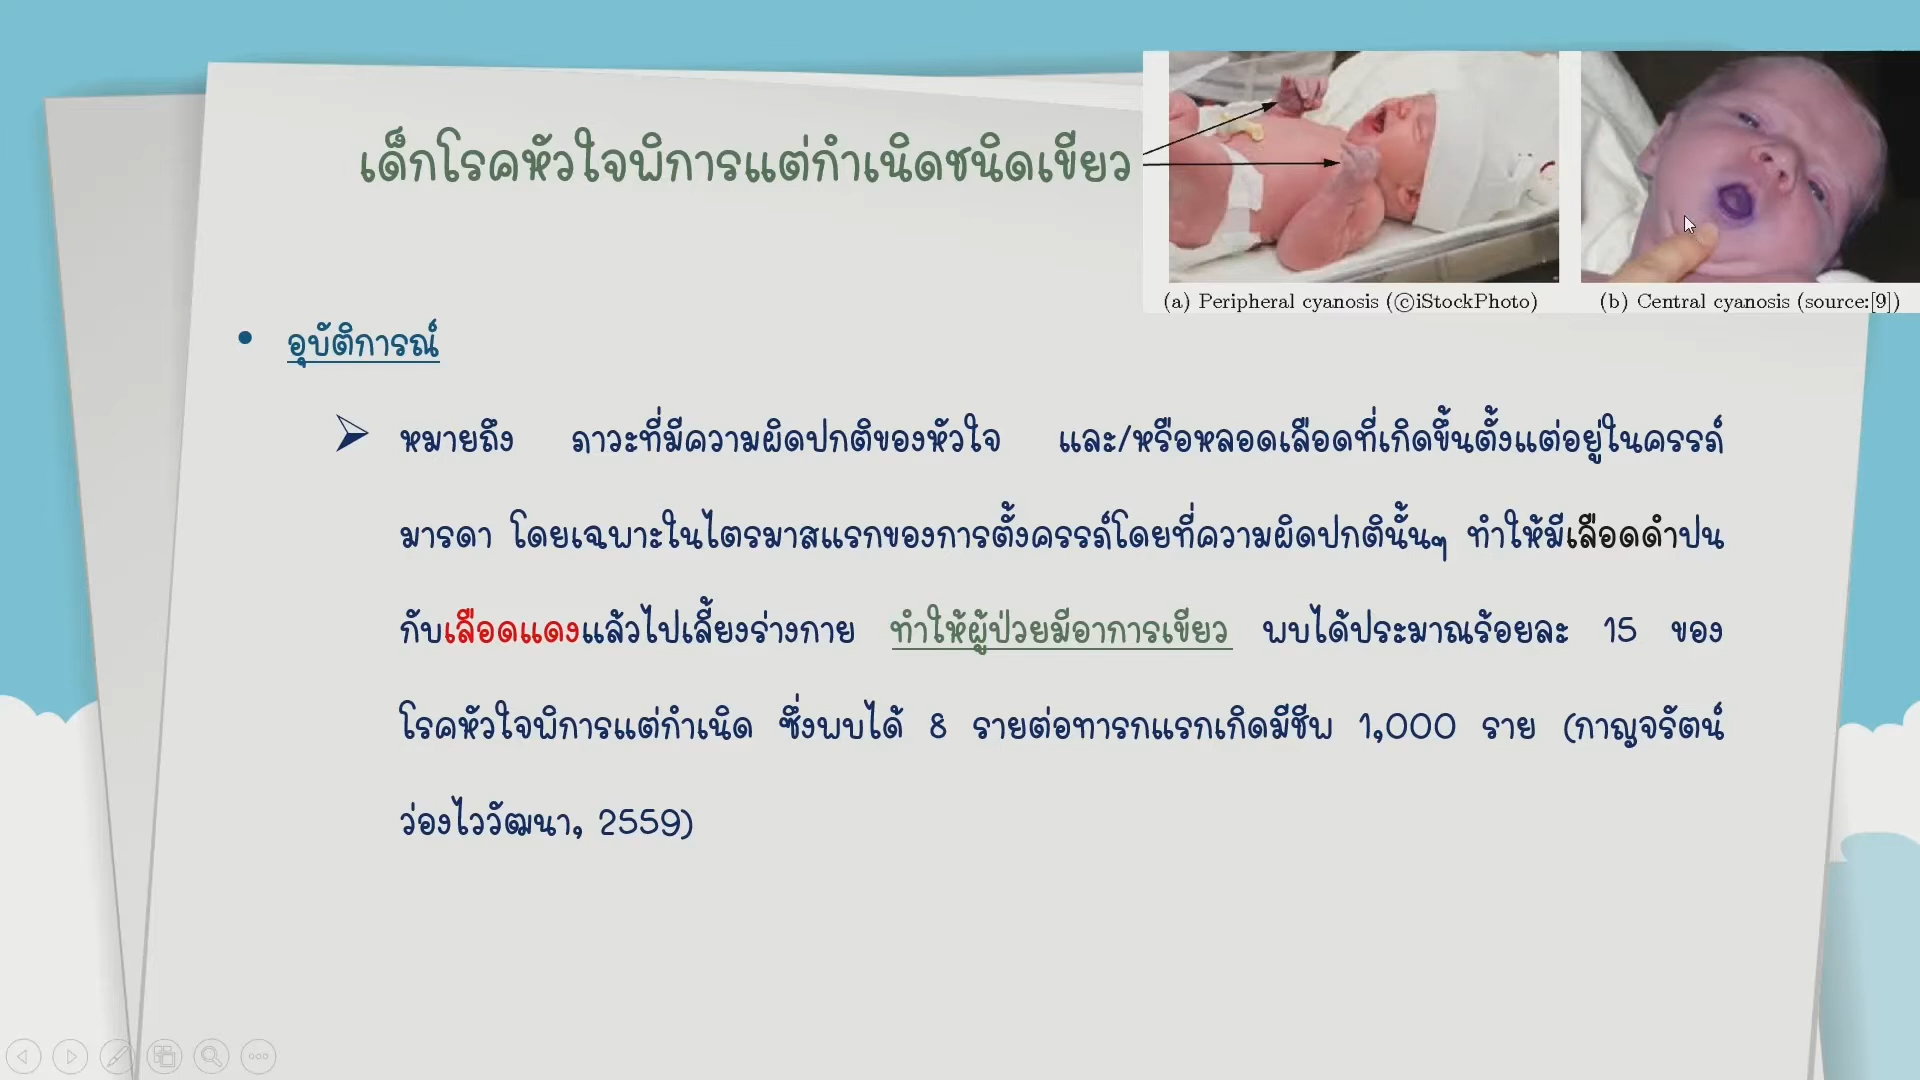 เด็กโรคหัวใจพิการแต่กำเนิดชนิดเขียว
(a) Peripheral cyanosis (©iStockPhoto)
(b) Central cyanosis (source:[9])
• อุบัติการณ์
➢ หมายถึง ภาวะที่มีความผิดปกติของหัวใจ และ/หรือหลอดเลือดที่เกิดขึ้นตั้งแต่อยู่ในครรภ์
มารดา โดยเฉพาะในไตรมาสแรกของการตั้งครรภ์โดยที่ความผิดปกตินั้นๆ ทำให้มีเลือดดำปน
กับเลือดแดงแล้วไปเลี้ยงร่างกาย ทำให้ผู้ป่วยมีอาการเขียว พบได้ประมาณร้อยละ 15 ของ
โรคหัวใจพิการแต่กำเนิด ซึ่งพบได้ 8 รายต่อทารกแรกเกิดมีชีพ 1,000 ราย (กาญจรัตน์
ว่องไววัฒนา, 2559)